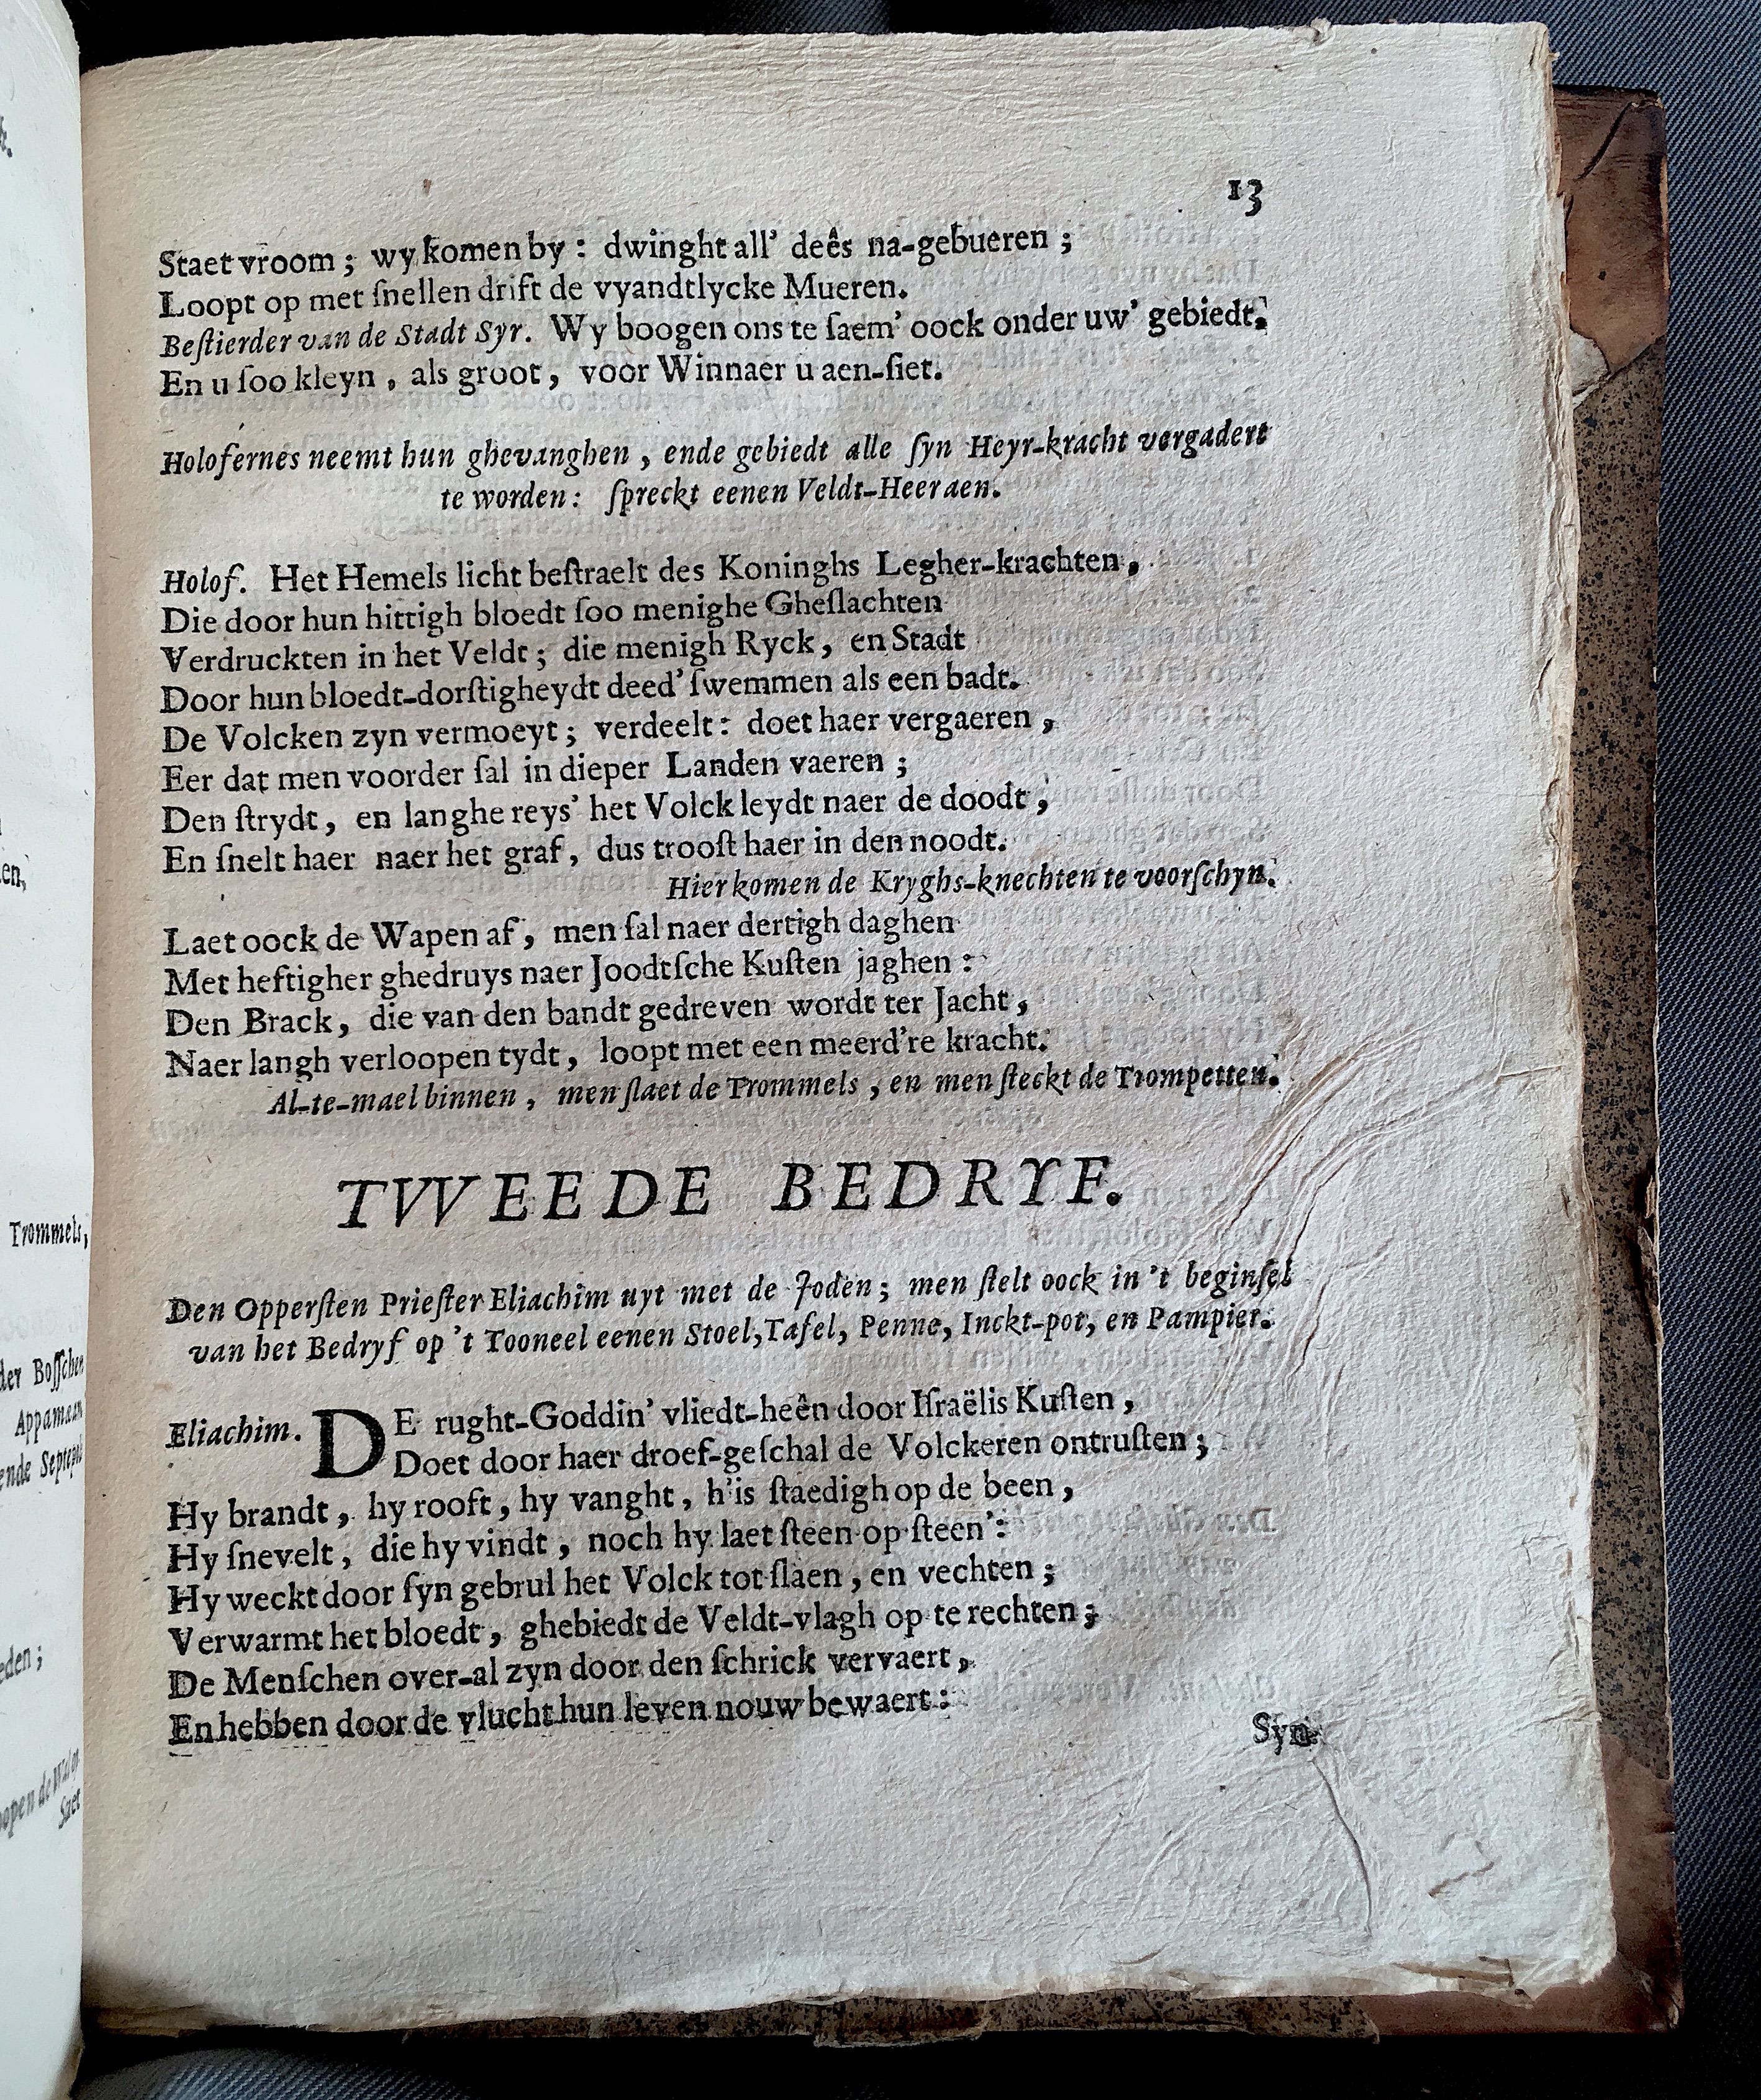 13
Staet vroom ; wy komen by : dwinght all' deês na-gebueren ;
Loopt op met ſnellen drift de vyandtlycke Mueren.
Beſtierder van de Stadt Syr. Wy boogen ons te ſaem' oock onder uw' gebiedt.
En u ſoo kleyn , als groot , voor Winnaer u aen-ſiet.
Holofernês neemt hun ghevanghen , ende gebiedt alle ſyn Heyr-kracht vergadert
te worden : ſpreckt eenen Veldt-Heer aen.
Holof. Het Hemels licht beſtraelt des Koninghs Legher-krachten ,
Die door hun hittigh bloedt ſoo menighe Gheſlachten
Verdruckten in het Veldt ; die menigh Ryck , en Stadt
Door hun bloedt-dorſtigheydt deed' ſwemmen als een badt.
De Volcken zyn vermoeyt ; verdeelt : doet haer vergaeren ,
Eer dat men voorder ſal in dieper Landen vaeren ;
Den ſtrydt , en langhe reys' het Volck leydt naer de doodt ,
En ſnelt haer naer het graf , dus trooſt haer in den noodt.
Hier komen de Kryghs-knechten te voorſchyn.
Laet oock de Wapen af , men ſal naer dertigh daghen
Met heftigher ghedruys naer Joodtſche Kuſten jaghen :
Den Brack , die van den bandt gedreven wordt ter Jacht ,
Naer langh verloopen tydt , loopt met een meerd're kracht.
Al-te-mael binnen , men ſlaet de Trommels , en men ſteckt de Trompetten.
TVVEEDE BEDRYF.
Den Opperſten Prieſter Eliachim uyt met de Joden ; men ſtelt oock in 't beginſel
van het Bedryf op 't Tooneel eenen Stoel, Tafel, Penne, Inckt-pot, en Pampier.
Eliachim. DE rught-Goddin' vliedt-heên door Iſraëlis Kuſten ,
Doet door haer droef-geſchal de Volckeren ontruſten ;
Hy brandt , hy rooft , hy vanght , h'is ſtaedigh op de been ,
Hy ſnevelt , die hy vindt , noch hy laet ſteen op ſteen' :
Hy weckt door ſyn gebrul het Volck tot ſlaen , en vechten ;
Verwarmt het bloedt , ghebiedt de Veldt-vlagh op te rechten ;
De Menſchen over-al zyn door den ſchrick vervaert ,
En hebben door de vlucht hun leven nouw bewaert :
Syn
Trommels,
der Boſſchen